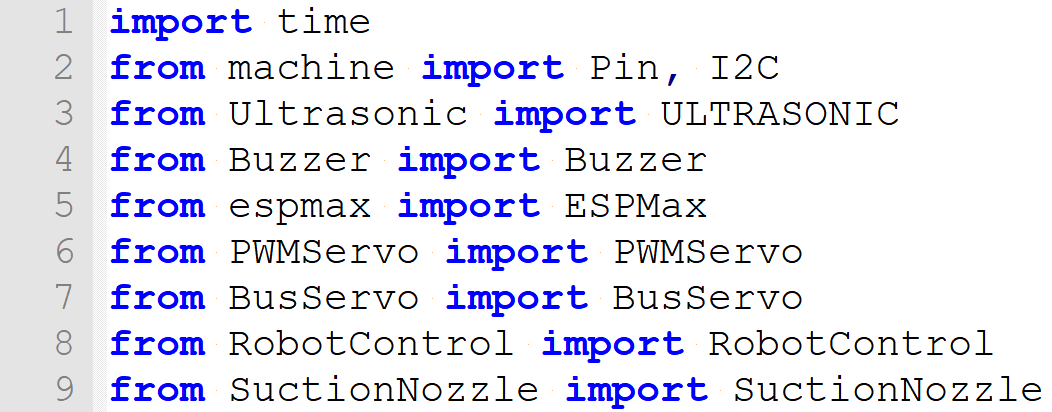 1 import time
2 from machine import Pin, I2C
3 from Ultrasonic import ULTRASONIC
4 from Buzzer import Buzzer
5 from espmax import ESPMax
6 from PWMServo import PWMServo
7 from BusServo import BusServo
8 from RobotControl import RobotControl
9 from SuctionNozzle import SuctionNozzle